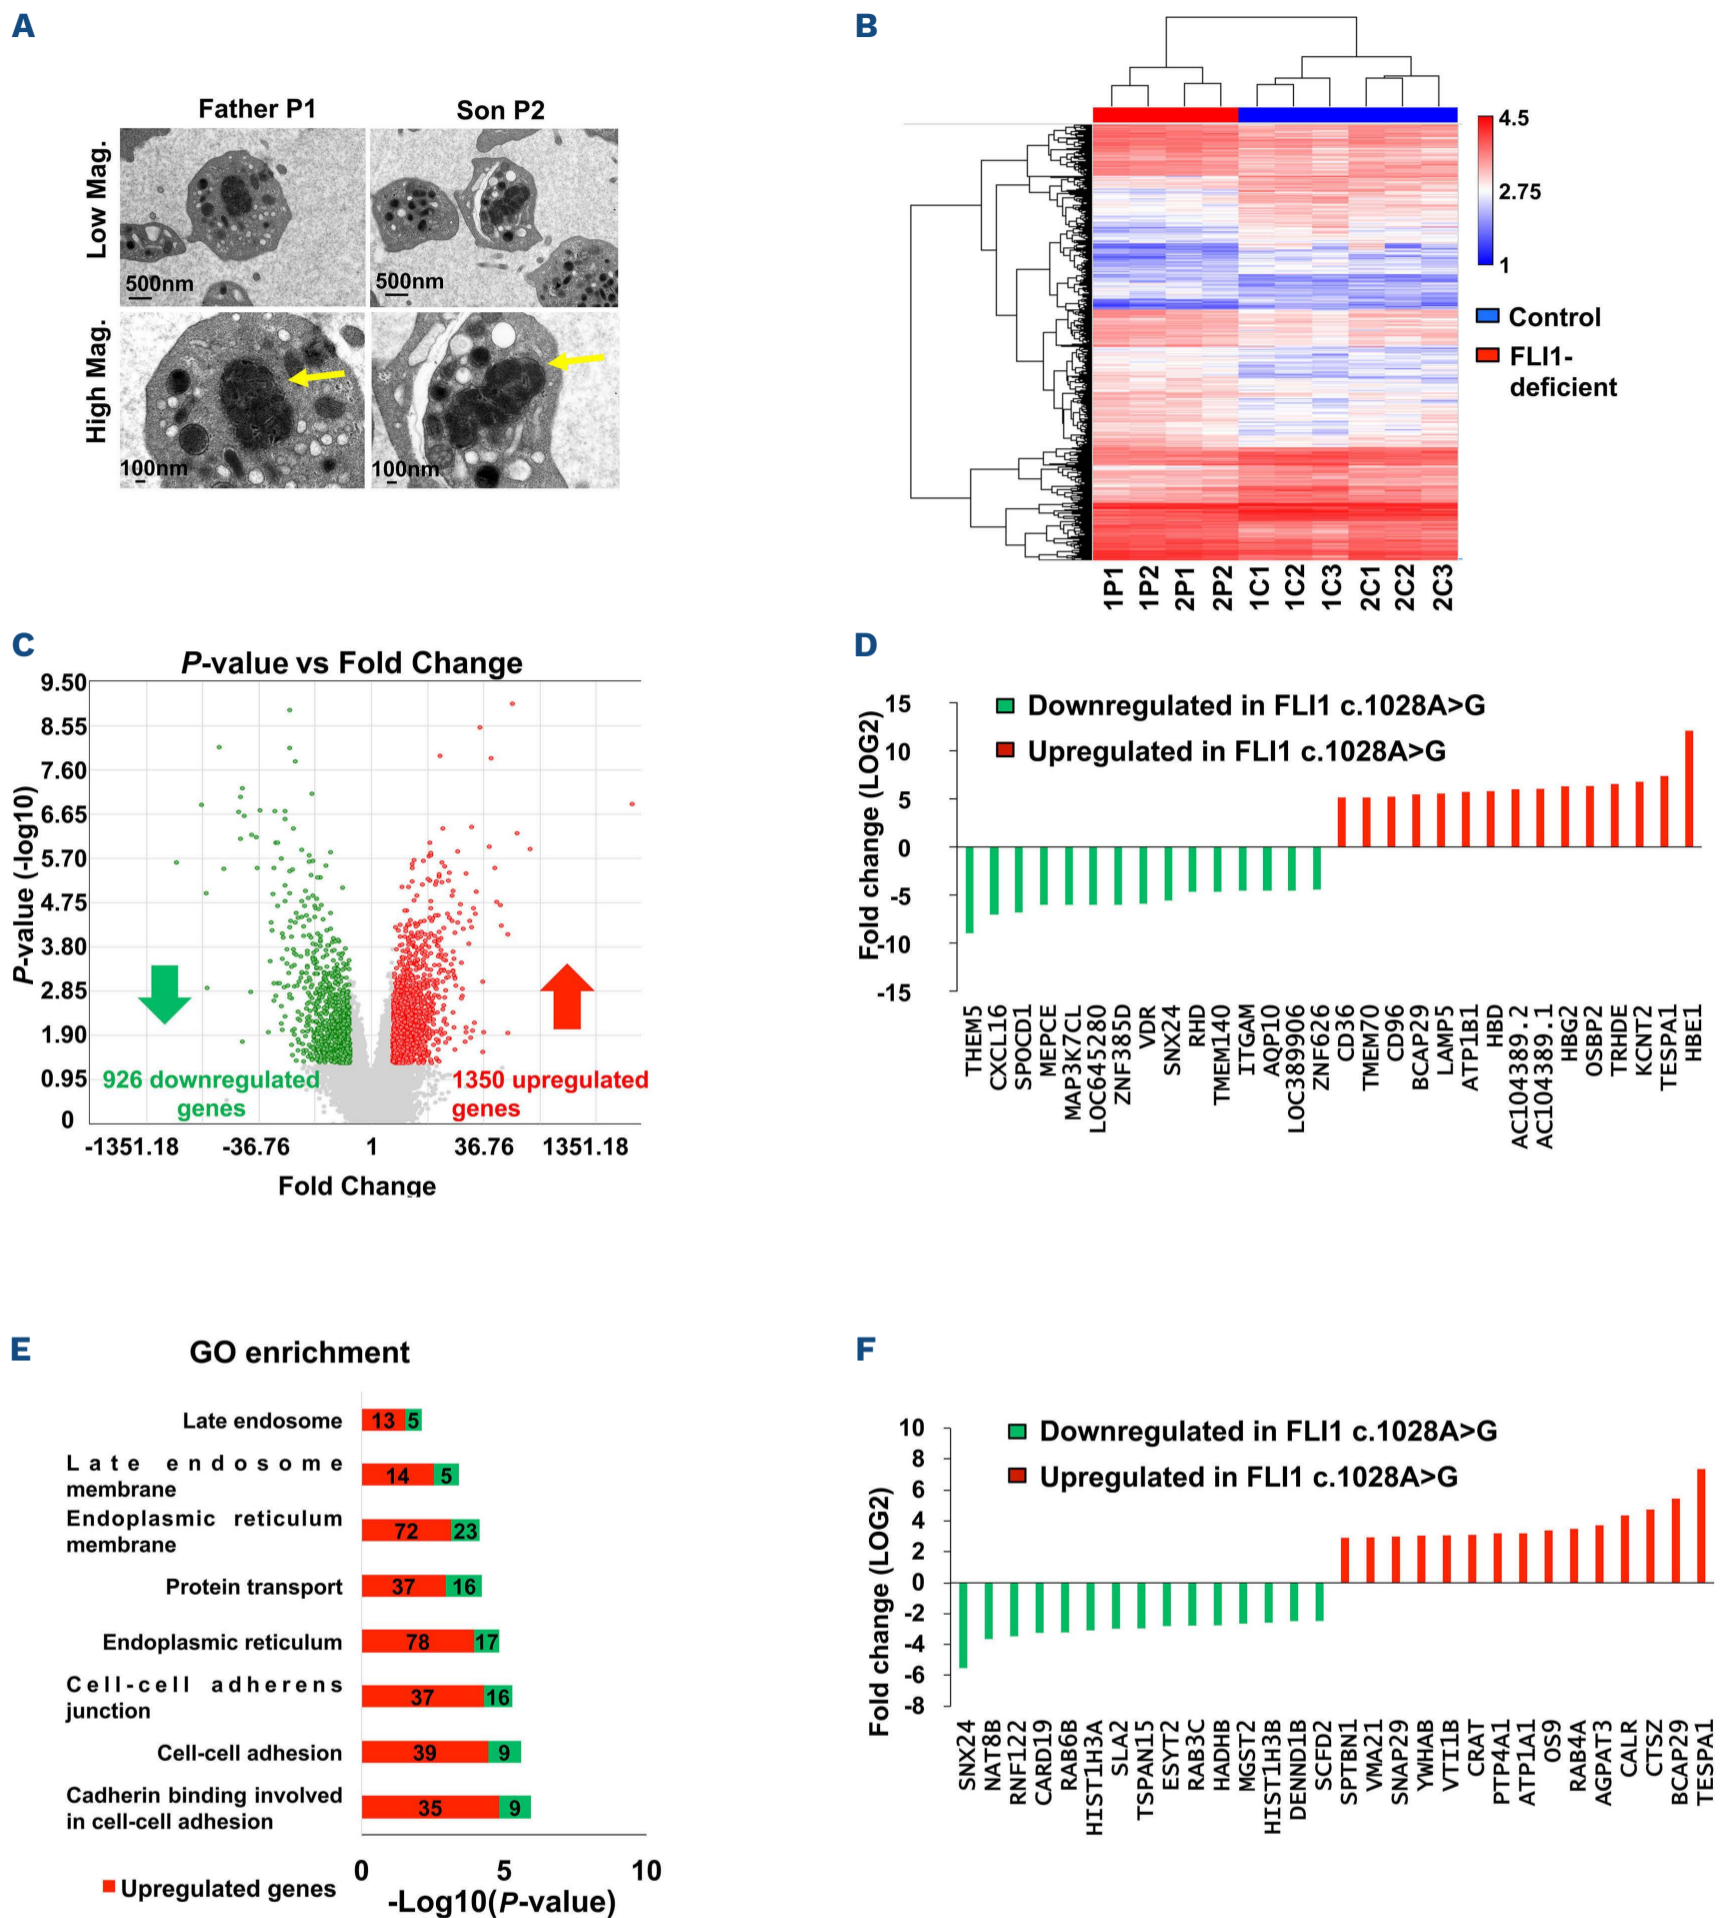 A
Father P1
Son P2
Low Mag.
High Mag.
500nm
500nm
100nm
100nm
B
4.5
2.75
1
Control
FLI1-
deficient
1P1
1P2
2P1
2P2
1C1
1C2
1C3
2C1
2C2
2C3
C
P-value vs Fold Change
P-value (-log10)
9.50
8.55
7.60
6.65
5.70
4.75
3.80
2.85
1.90
0.95
0
926 downregulated
genes
1350 upregulated
genes
-1351.18
-36.76
1
36.76
1351.18
Fold Change
D
Fold change (LOG2)
15
10
5
0
-5
-10
-15
Downregulated in FLI1 c.1028A>G
Upregulated in FLI1 c.1028A>G
THEM5
CXCL16
SPOCD1
MEPCE
MAP3K7CL
LOC645280
ZNF385D
VDR
SNX24
RHD
TMEM140
ITGAM
AQP10
LOC389906
ZNF626
CD36
TMEM70
CD96
BCAP29
LAMP5
ATP1B1
HBD
AC104389.2
AC104389.1
HBG2
OSBP2
TRHDE
KCNT2
TESPA1
HBE1
E
GO enrichment
Late endosome
13 5
Late endosome
membrane
14 5
Endoplasmic reticulum
membrane
72 23
Protein transport
37 16
Endoplasmic reticulum
78 17
Cell-cell adherens
junction
37 16
Cell-cell adhesion
39 9
Cadherin binding involved
in cell-cell adhesion
35 9
0
5
10
-Log10(P-value)
Upregulated genes
F
Fold change (LOG2)
10
8
6
4
2
0
-2
-4
-6
-8
Downregulated in FLI1 c.1028A>G
Upregulated in FLI1 c.1028A>G
SNX24
NAT8B
RNF122
CARD19
RAB6B
HIST1H3A
SLA2
TSPAN15
ESYT2
RAB3C
HADHB
MGST2
HIST1H3B
DENND1B
SCFD2
SPTBN1
VMA21
SNAP29
YWHAB
VTI1B
CRAT
PTP4A1
ATP1A1
OS9
RAB4A
AGPAT3
CALR
CTSZ
BCAP29
TESPA1